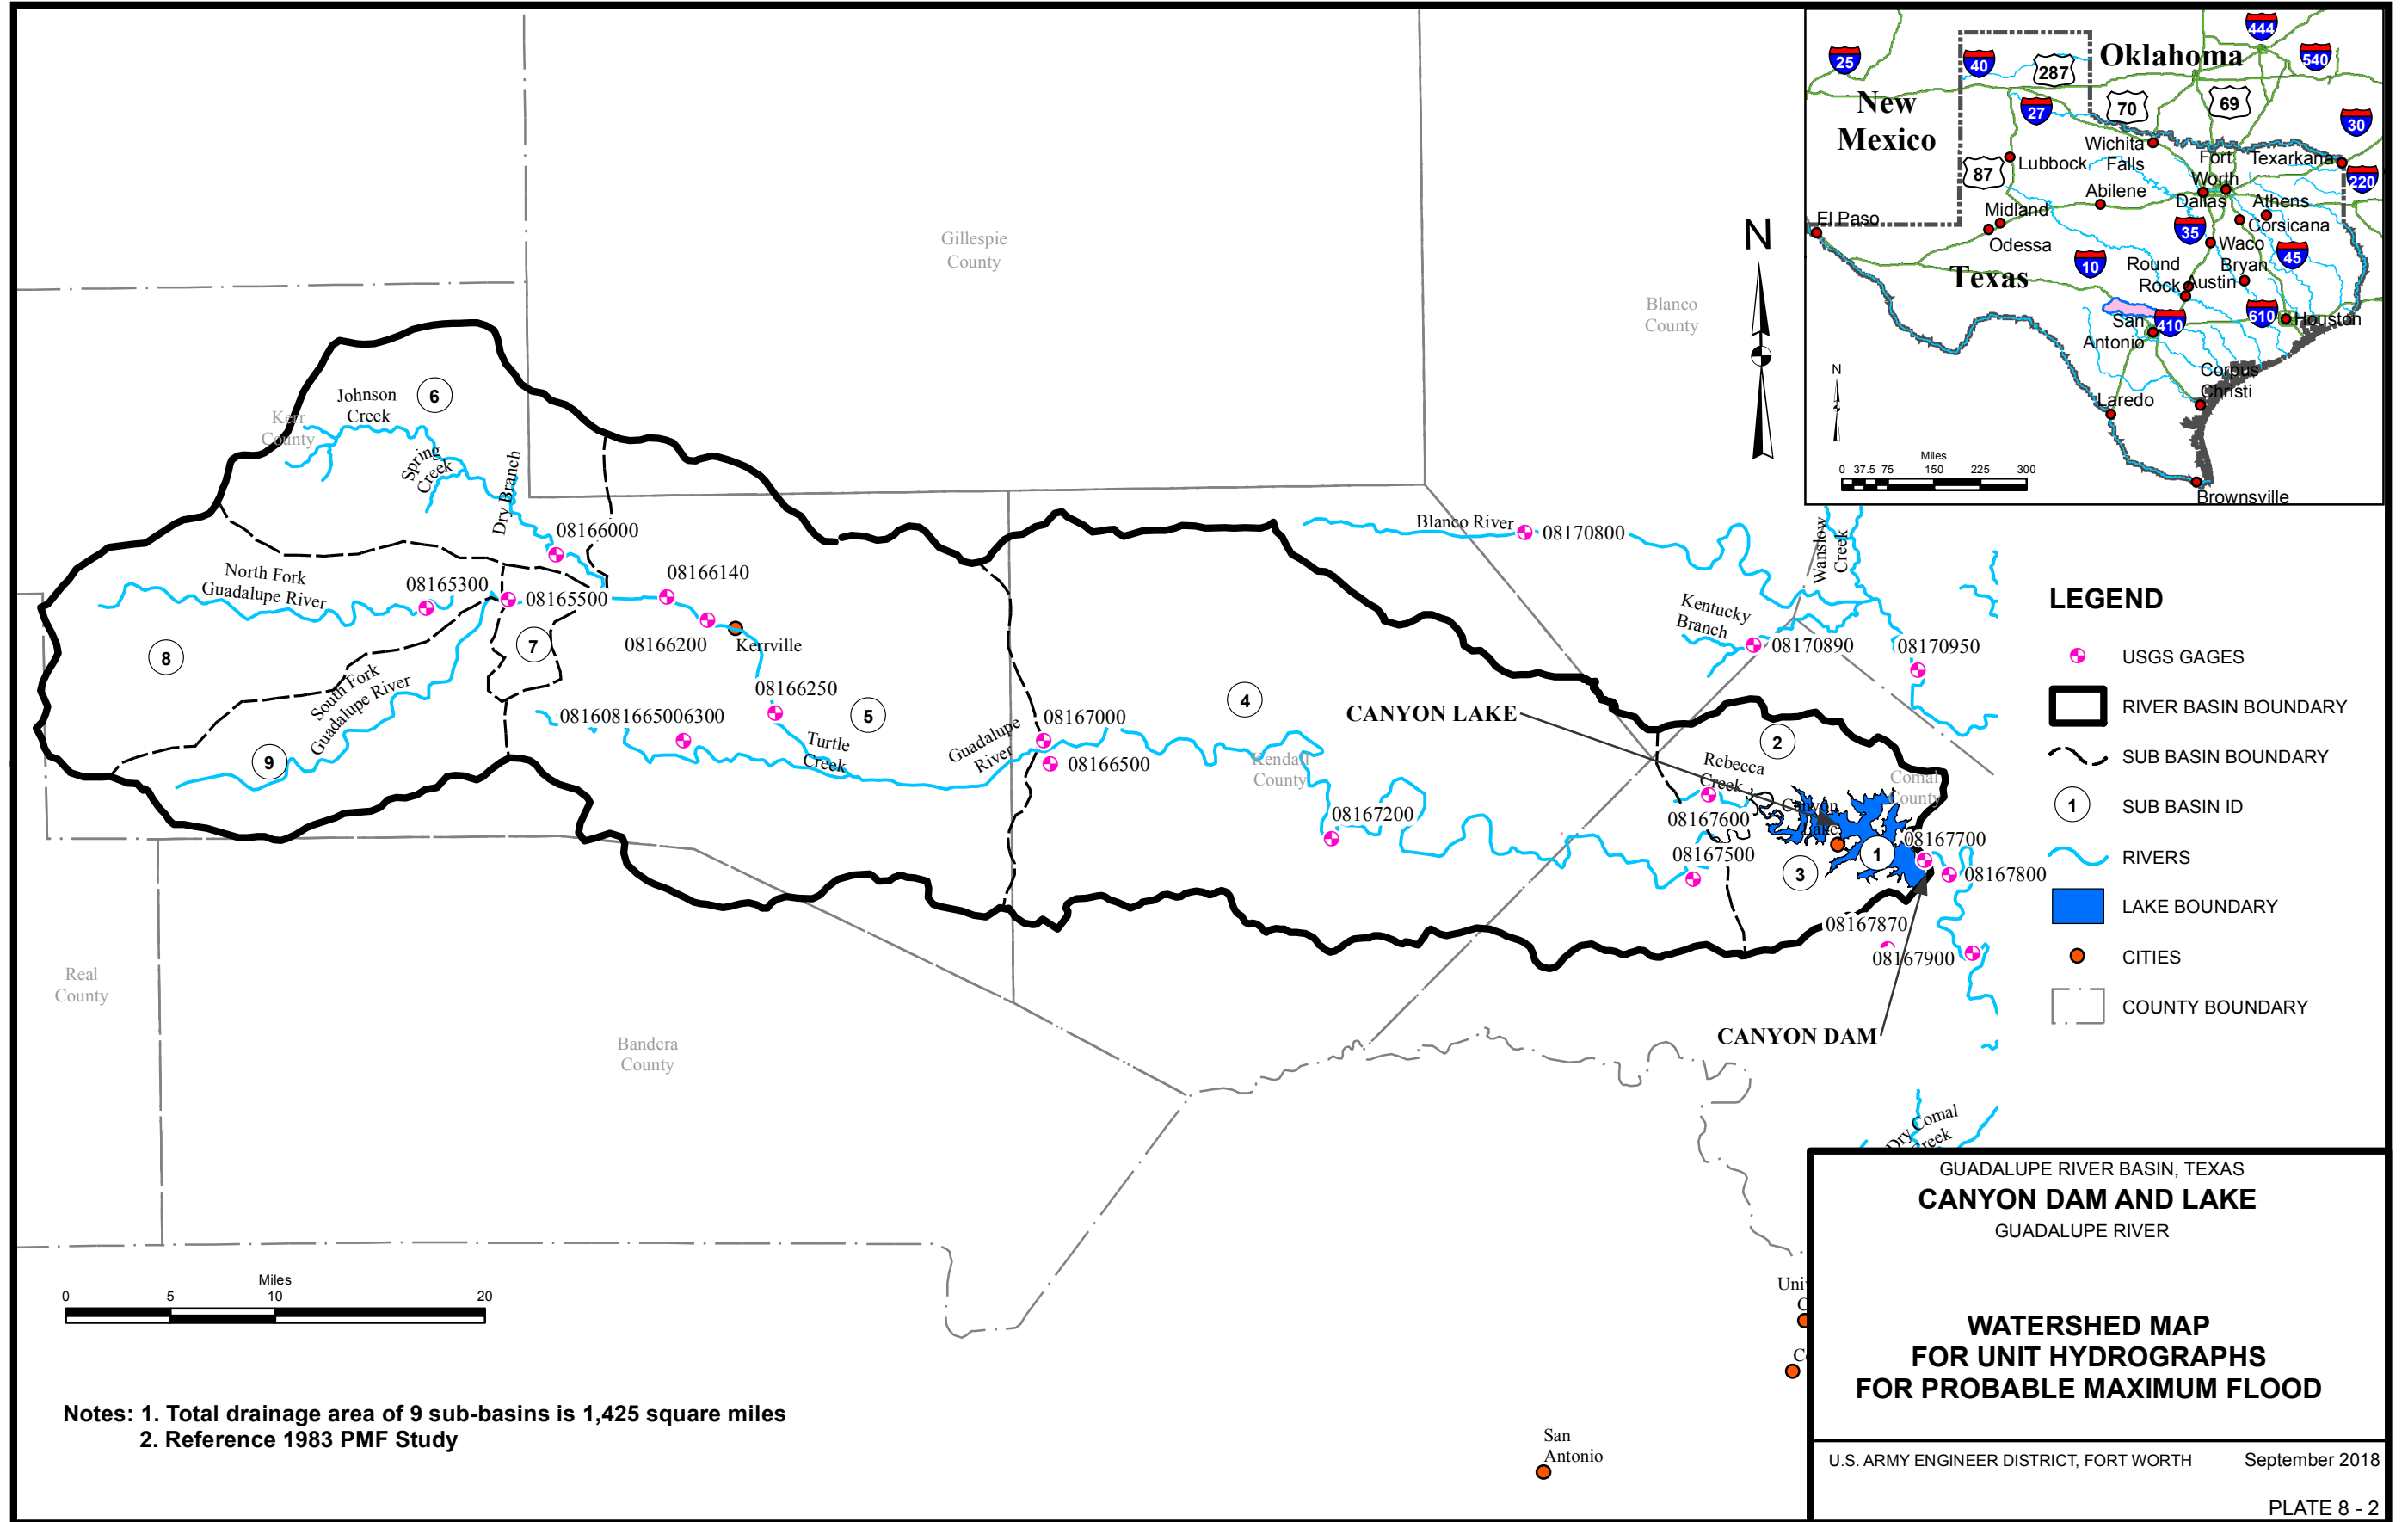 Gillespie
County
Blanco
County
N
Johnson
Creek
6
Kerr
County
Spring
Creek
Dry Branch
08166000
Blanco River
08170800
Wanslow
Creek
North Fork
Guadalupe River
08165300
08165500
08166140
Kentucky
Branch
08170890
08170950
8
7
08166200
Kerrville
08166250
5
4
CANYON LAKE
South Fork
Guadalupe River
9
0816081665006300
Turtle
Creek
Guadalupe
River
08167000
08166500
Kendall
County
2
Rebecca
Creek
Comal
County
Canyon
Lake
08167200
08167600
08167500
3
1
08167700
08167800
08167870
08167900
CANYON DAM
Real
County
Bandera
County
Dry Comal
Creek
Uni
C
C
San
Antonio
Miles
0 5 10 20
Notes: 1. Total drainage area of 9 sub-basins is 1,425 square miles
2. Reference 1983 PMF Study
444
25
40
287
Oklahoma
540
New
Mexico
27
70
69
30
Wichita
Falls
Fort
Worth
Texarkana
Lubbock
87
220
Abilene
Dallas
Athens
El Paso
Midland
Corsicana
Odessa
35
Waco
45
Texas
10
Round
Rock
Bryan
Austin
San
Antonio
410
610
Houston
N
Corpus
Christi
Laredo
Miles
0 37.5 75 150 225 300
Brownsville
LEGEND
USGS GAGES
RIVER BASIN BOUNDARY
SUB BASIN BOUNDARY
1
SUB BASIN ID
RIVERS
LAKE BOUNDARY
CITIES
COUNTY BOUNDARY
GUADALUPE RIVER BASIN, TEXAS
CANYON DAM AND LAKE
GUADALUPE RIVER
WATERSHED MAP
FOR UNIT HYDROGRAPHS
FOR PROBABLE MAXIMUM FLOOD
U.S. ARMY ENGINEER DISTRICT, FORT WORTH
September 2018
PLATE 8 - 2